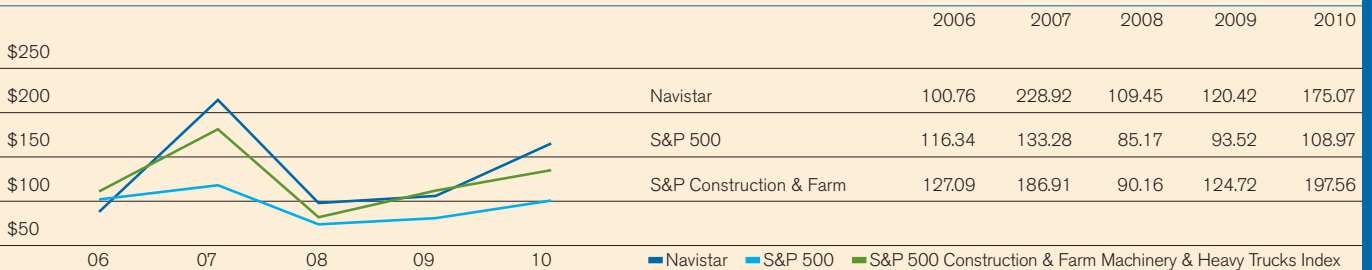 2006 2007 2008 2009 2010
$250
$200
Navistar 100.76 228.92 109.45 120.42 175.07
$150
S&P 500 116.34 133.28 85.17 93.52 108.97
$100
S&P Construction & Farm 127.09 186.91 90.16 124.72 197.56
$50
06 07 08 09 10
Navistar S&P 500 S&P 500 Construction & Farm Machinery & Heavy Trucks Index